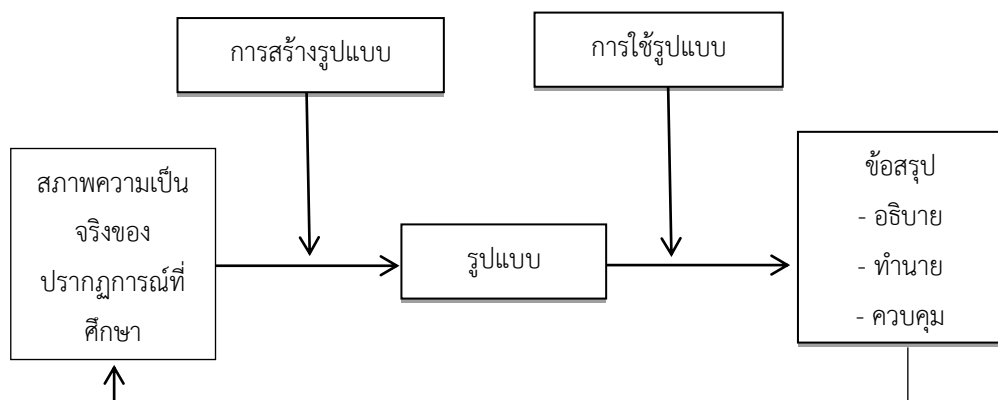 การสร้างรูปแบบ
การใช้รูปแบบ
สภาพความเป็น
จริงของ
ปรากฏการณ์ที่
ศึกษา
รูปแบบ
ข้อสรุป
- อธิบาย
- ทำนาย
- ควบคุม